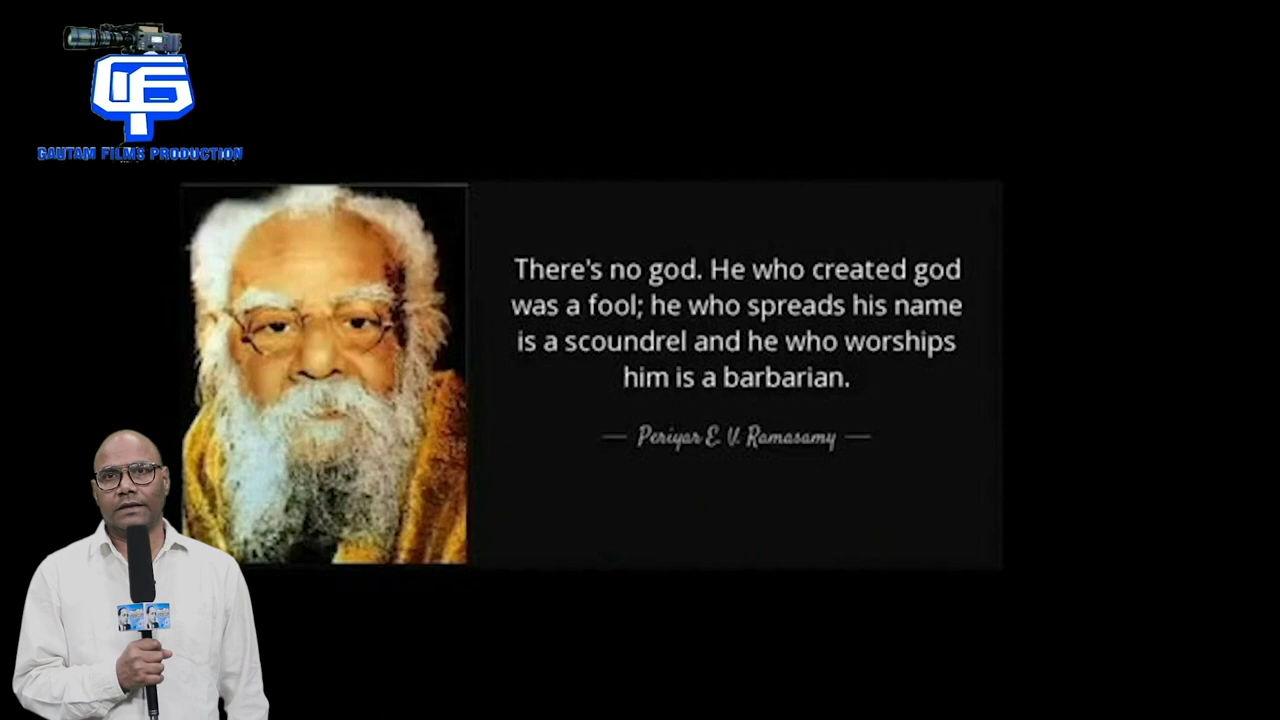 GAUTAM FILMS PRODUCTION
There's no god. He who created god
was a fool; he who spreads his name
is a scoundrel and he who worships
him is a barbarian.
— Periyar E. V. Ramasamy —